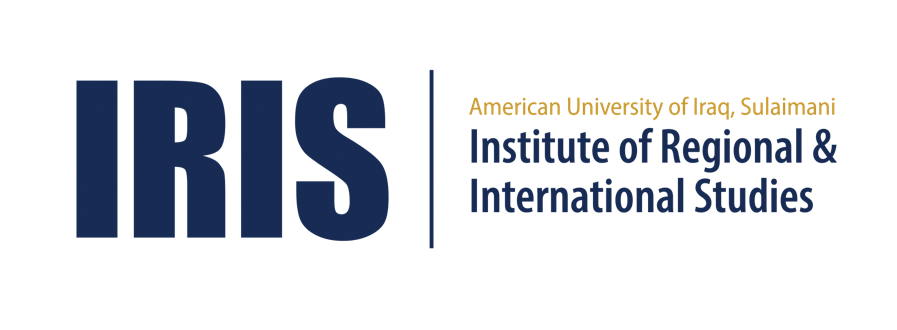 IRIS
American University of Iraq, Sulaimani
Institute of Regional &
International Studies